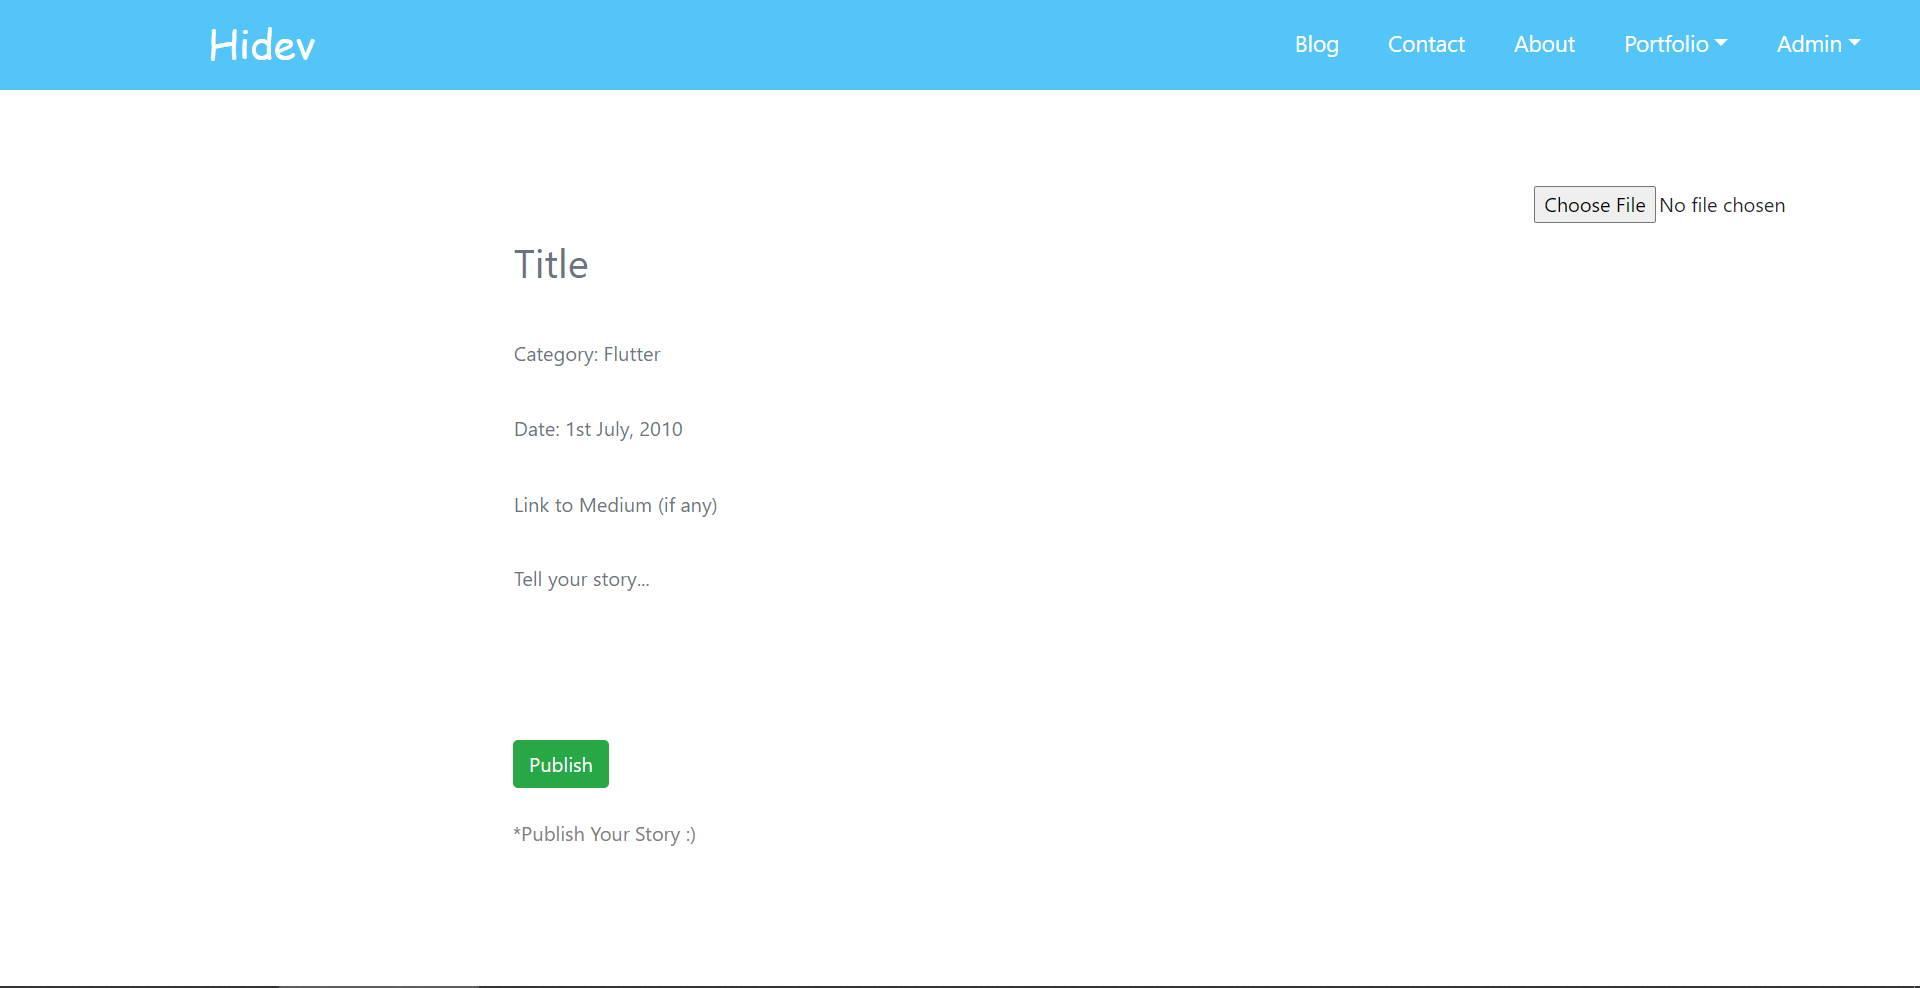 Hidev
Blog Contact About Portfolio Admin
Choose File No file chosen
Title
Category: Flutter
Date: 1st July, 2010
Link to Medium (if any)
Tell your story...
Publish
*Publish Your Story :)